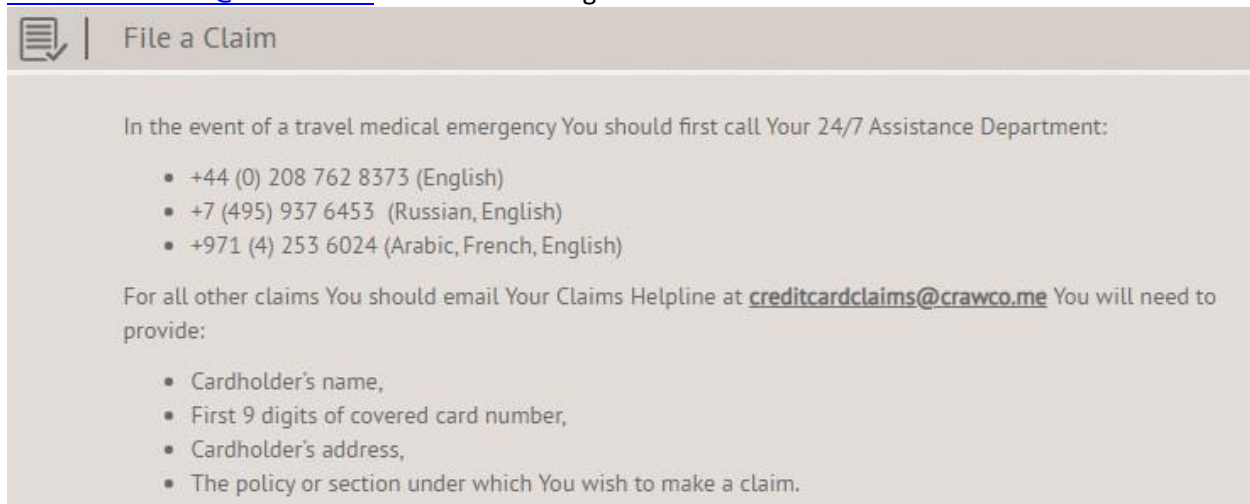 File a Claim
In the event of a travel medical emergency You should first call Your 24/7 Assistance Department:
• +44 (0) 208 762 8373 (English)
• +7 (495) 937 6453  (Russian, English)
• +971 (4) 253 6024 (Arabic, French, English)
For all other claims You should email Your Claims Helpline at creditcardclaims@crawco.me You will need to
provide:
• Cardholder's name,
• First 9 digits of covered card number,
• Cardholder's address,
• The policy or section under which You wish to make a claim.